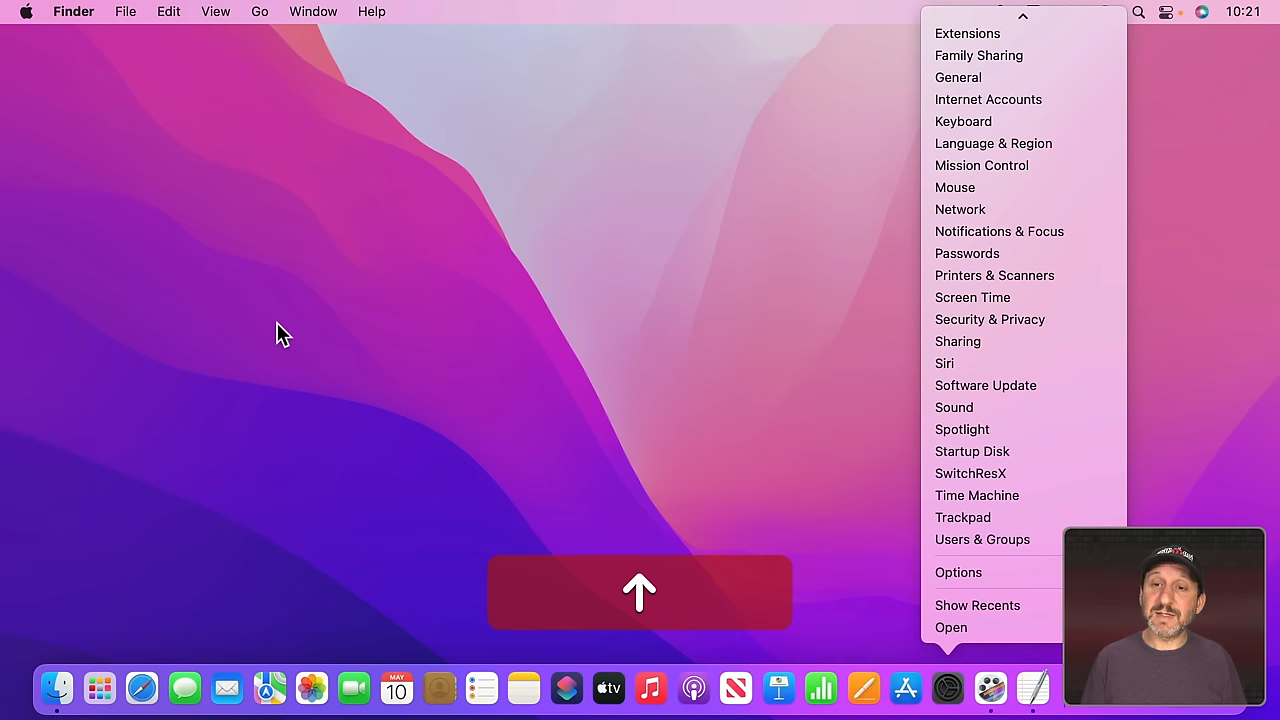 Finder File Edit View Go Window Help 10:21
Extensions
Family Sharing
General
Internet Accounts
Keyboard
Language & Region
Mission Control
Mouse
Network
Notifications & Focus
Passwords
Printers & Scanners
Screen Time
Security & Privacy
Sharing
Siri
Software Update
Sound
Spotlight
Startup Disk
SwitchResX
Time Machine
Trackpad
Users & Groups
Options
Show Recents
Open
MAY
10
tv